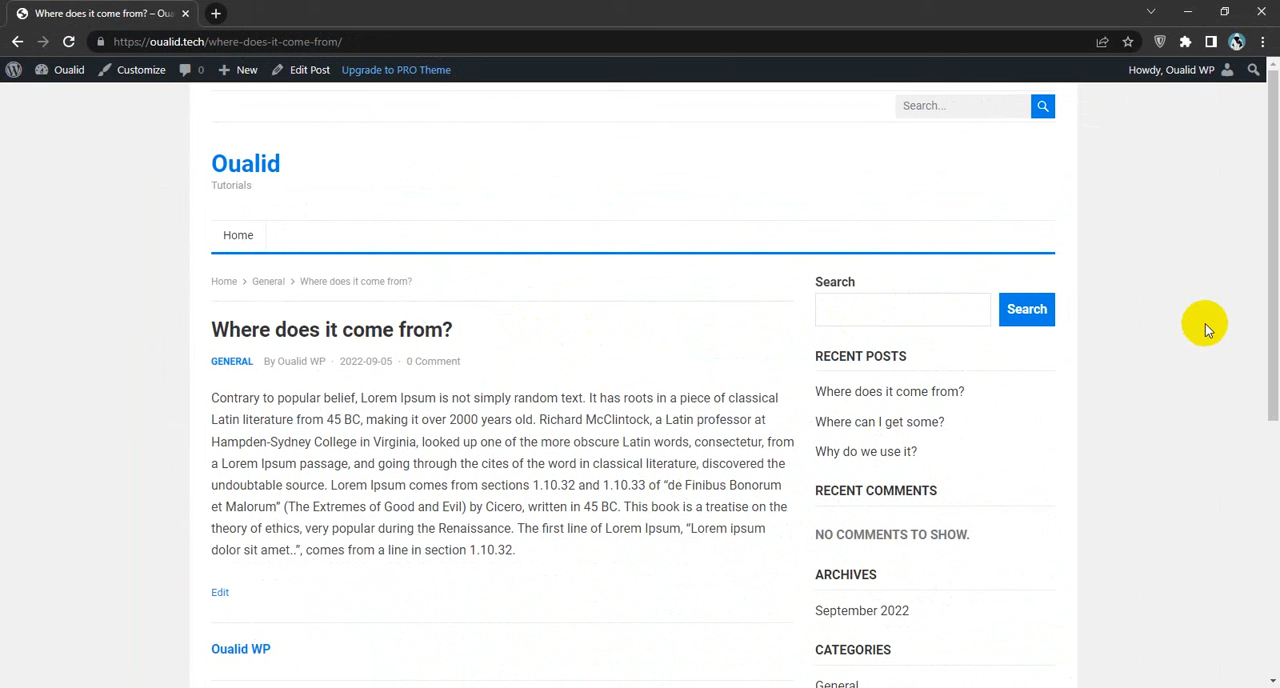 Where does it come from? – Oua
https://oualid.tech/where-does-it-come-from/
Oualid
Customize
0
New
Edit Post
Upgrade to PRO Theme
Howdy, Oualid WP
Search...
Oualid
Tutorials
Home
Home > General > Where does it come from?
Where does it come from?
GENERAL By Oualid WP · 2022-09-05 · 0 Comment
Contrary to popular belief, Lorem Ipsum is not simply random text. It has roots in a piece of classical
Latin literature from 45 BC, making it over 2000 years old. Richard McClintock, a Latin professor at
Hampden-Sydney College in Virginia, looked up one of the more obscure Latin words, consectetur, from
a Lorem Ipsum passage, and going through the cites of the word in classical literature, discovered the
undoubtable source. Lorem Ipsum comes from sections 1.10.32 and 1.10.33 of “de Finibus Bonorum
et Malorum” (The Extremes of Good and Evil) by Cicero, written in 45 BC. This book is a treatise on the
theory of ethics, very popular during the Renaissance. The first line of Lorem Ipsum, “Lorem ipsum
dolor sit amet..”, comes from a line in section 1.10.32.
Edit
Oualid WP
Search
Search
RECENT POSTS
Where does it come from?
Where can I get some?
Why do we use it?
RECENT COMMENTS
NO COMMENTS TO SHOW.
ARCHIVES
September 2022
CATEGORIES
General